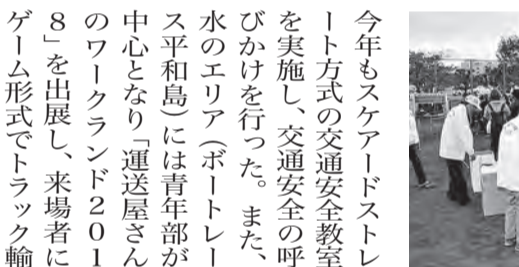 今年もスケアードストレ
ート方式の交通安全教室
を実施し、交通安全の呼
びかけを行った。また、
水のエリア（ボートレー
ス平和島）には青年部が
中心となり「運送屋さん
のワークランド２０１
８」を出展し、来場者に
ゲーム形式でトラック輸